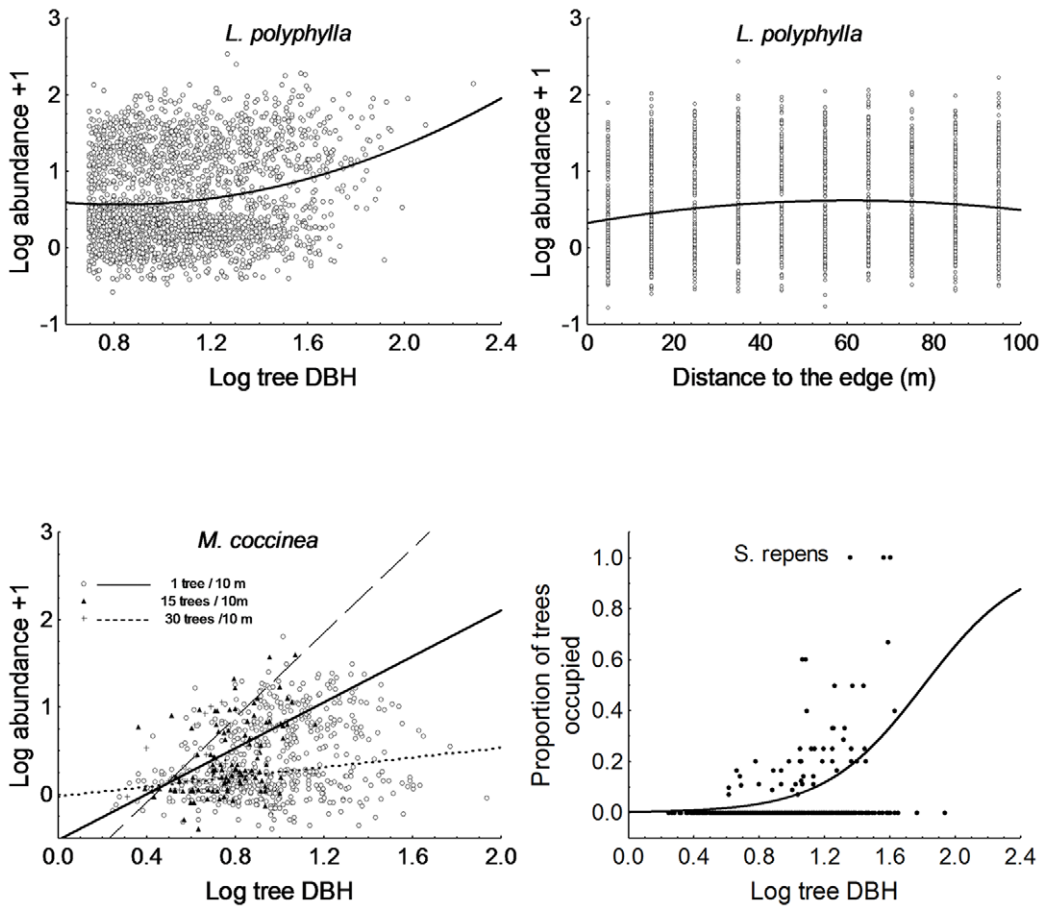 L. polyphylla
3
2
1
0
-1
Log abundance +1
0.8
1.2
1.6
2.0
2.4
Log tree DBH
L. polyphylla
3
2
1
0
-1
Log abundance + 1
0
20
40
60
80
100
Distance to the edge (m)
M. coccinea
1 tree / 10 m
15 trees / 10m
30 trees /10 m
3
2
1
0
Log abundance +1
0.0
0.4
0.8
1.2
1.6
2.0
Log tree DBH
S. repens
1.0
0.8
0.6
0.4
0.2
0.0
Proportion of trees
occupied
0.0
0.4
0.8
1.2
1.6
2.0
2.4
Log tree DBH